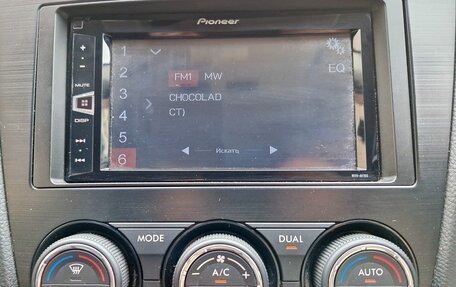 Pioneer
1
2
3
4
5
6
MUTE
DISP
FM1 MW
CHOCOLAD
CT)
EQ
Искать
MODE
DUAL
A/C
AUTO